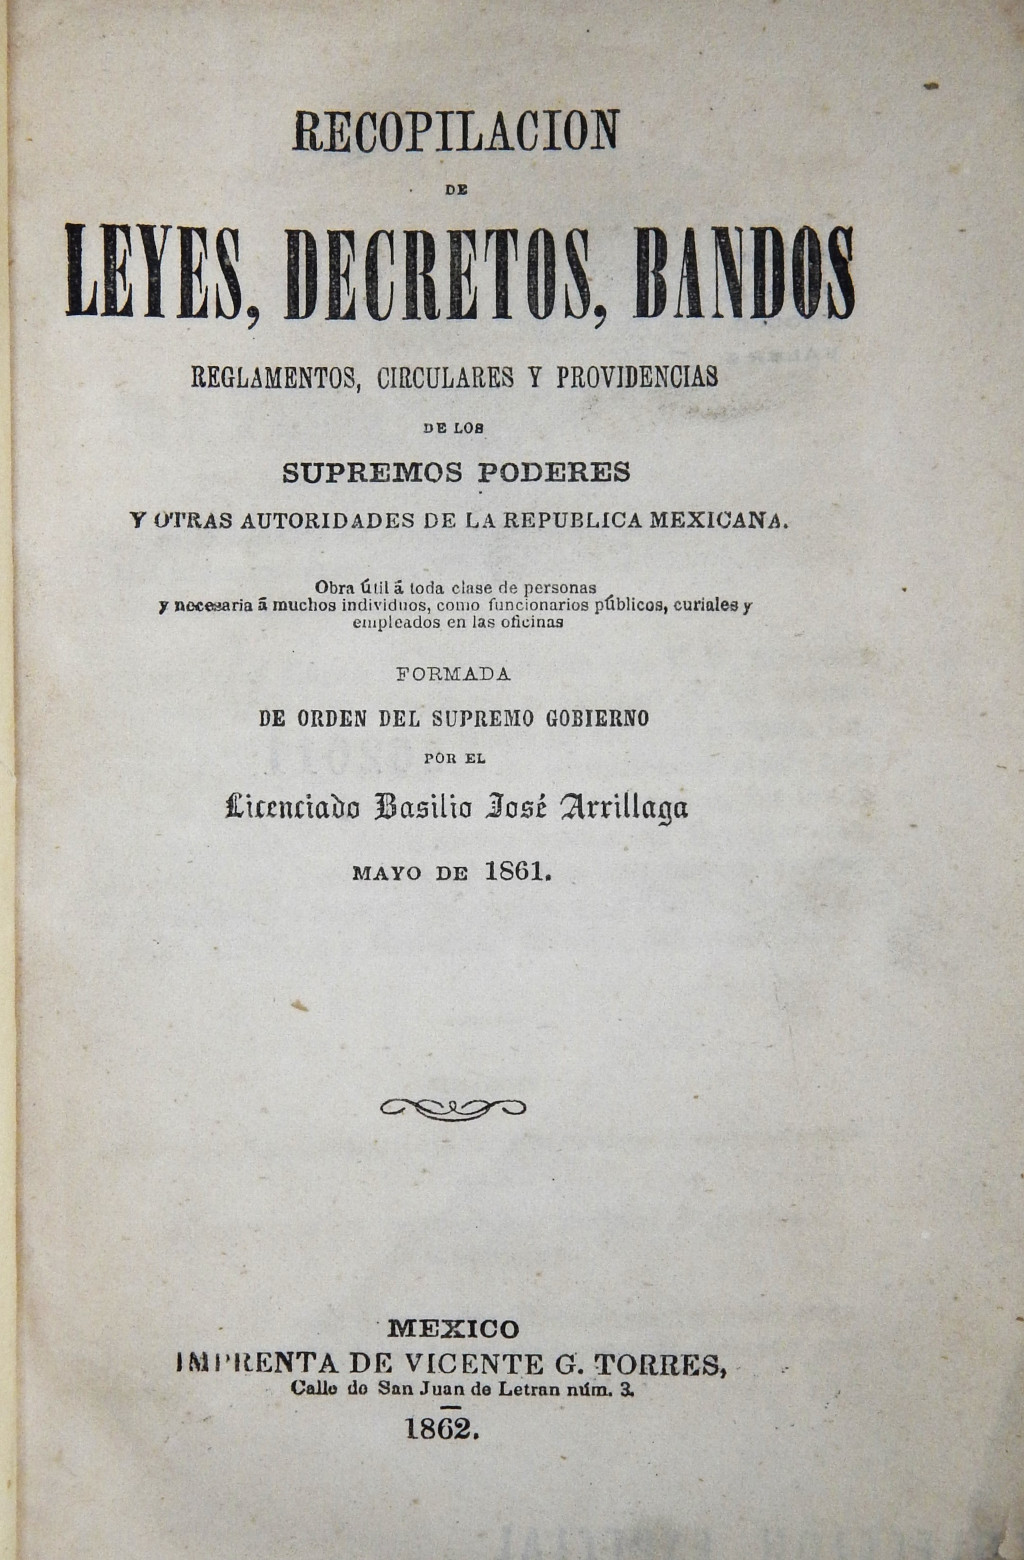 RECOPILACION
DE
LEYES, DECRETOS, BANDOS
REGLAMENTOS, CIRCULARES Y PROVIDENCIAS
DE LOS
SUPREMOS PODERES
Y OTRAS AUTORIDADES DE LA REPUBLICA MEXICANA.
Obra útil á toda clase de personas
y necesaria á muchos individuos, como funcionarios públicos, curiales y
empleados en las oficinas
FORMADA
DE ORDEN DEL SUPREMO GOBIERNO
POR EL
Licenciado Basilio José Arrillaga
MAYO DE 1861.
MEXICO
IMPRENTA DE VICENTE G. TORRES,
Calle de San Juan de Letran núm. 3.
1862.